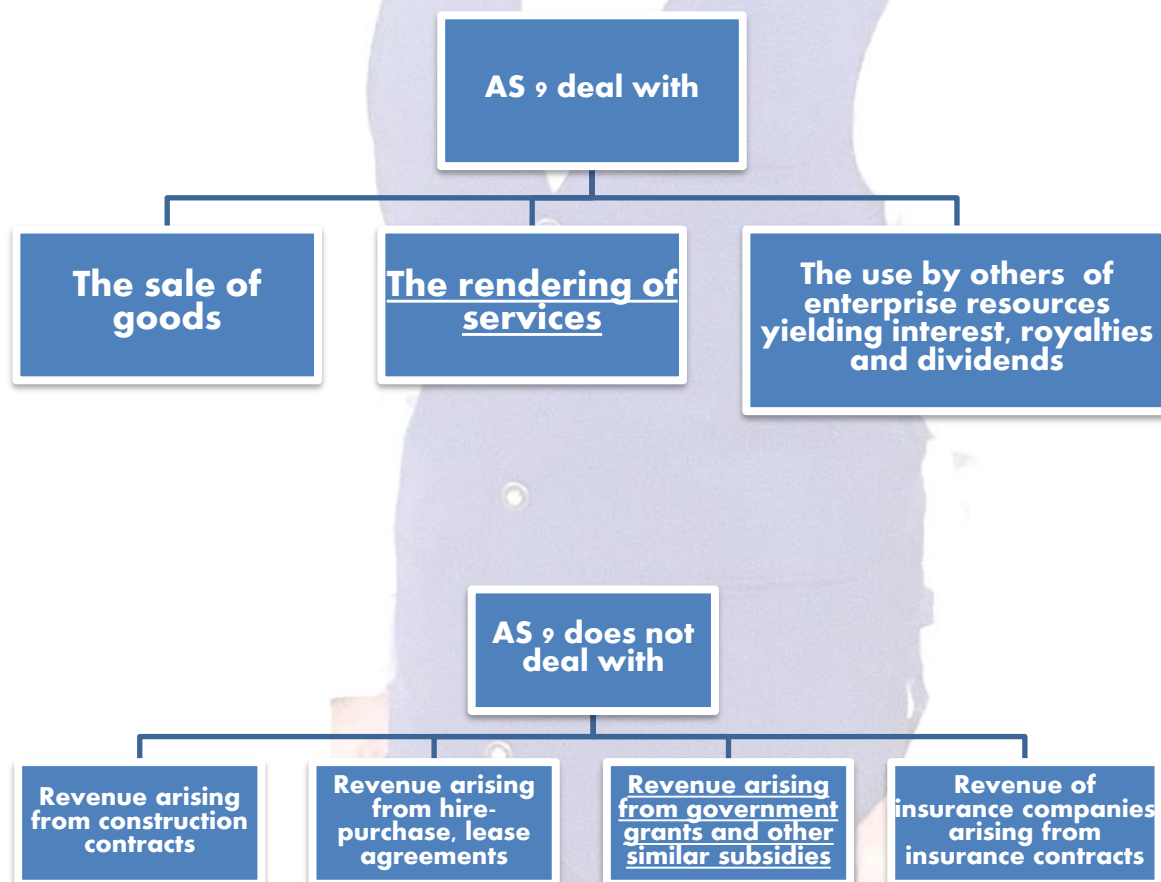 AS 9 deal with
The sale of
goods
The rendering of
services
The use by others of
enterprise resources
yielding interest, royalties
and dividends
AS 9 does not
deal with
Revenue arising
from construction
contracts
Revenue arising
from hire-
purchase, lease
agreements
Revenue arising
from government
grants and other
similar subsidies
Revenue of
insurance companies
arising from
insurance contracts